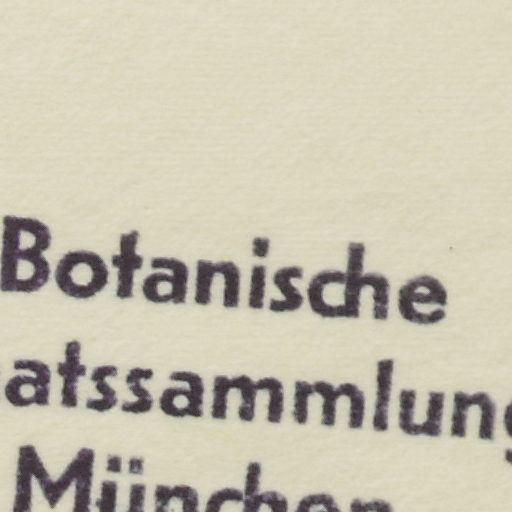 Botanische
atssammlung
München